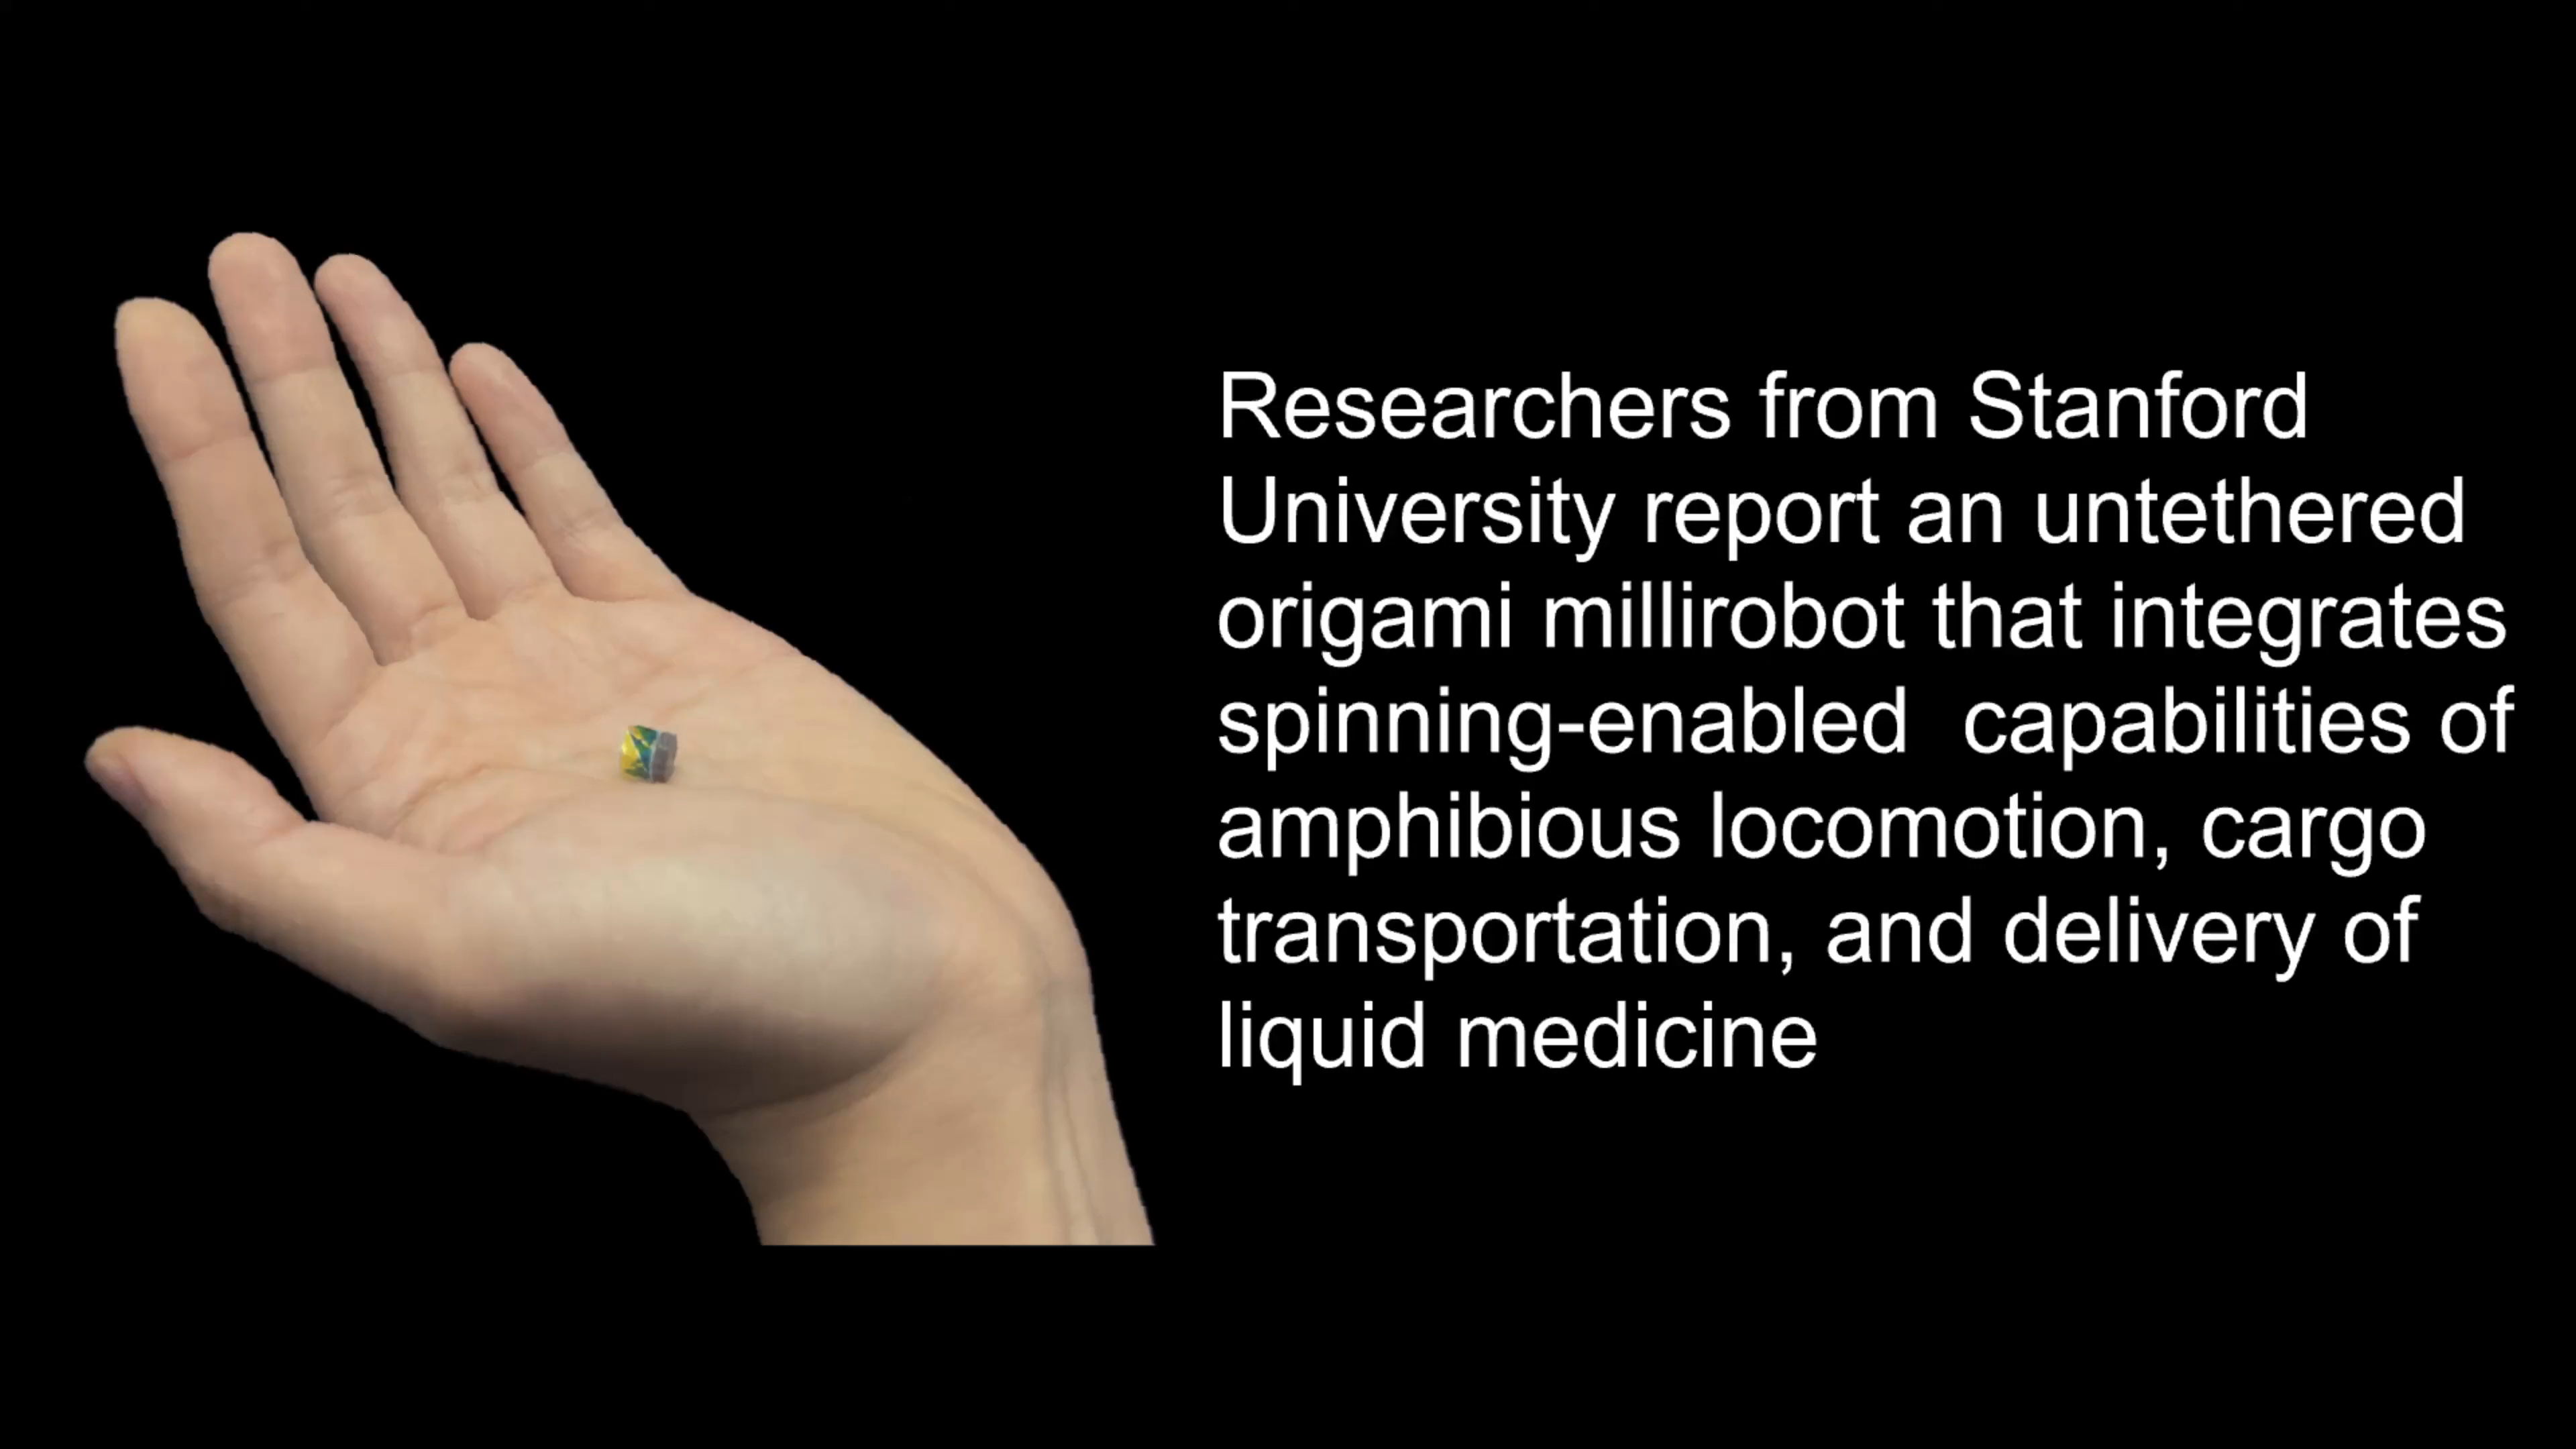 Researchers from Stanford
University report an untethered
origami millirobot that integrates
spinning-enabled  capabilities of
amphibious locomotion, cargo
transportation, and delivery of
liquid medicine